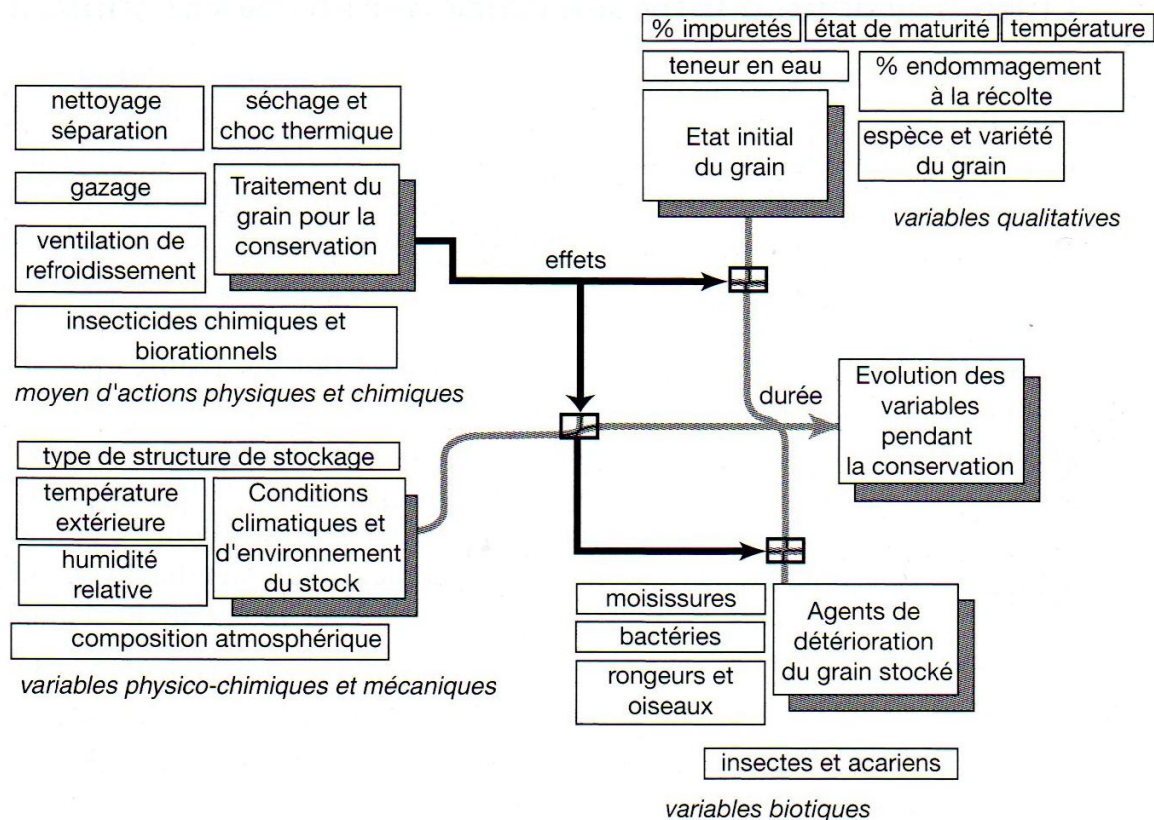 % impuretés
état de maturité
température
teneur en eau
% endommagement
à la récolte
Etat initial
du grain
espèce et variété
du grain
variables qualitatives
nettoyage
séparation
séchage et
choc thermique
gazage
Traitement du
grain pour la
conservation
ventilation de
refroidissement
insecticides chimiques et
biorationnels
moyen d'actions physiques et chimiques
effets
durée
Evolution des
variables
pendant
la conservation
type de structure de stockage
température
extérieure
humidité
relative
Conditions
climatiques et
d'environnement
du stock
composition atmosphérique
variables physico-chimiques et mécaniques
moisissures
bactéries
rongeurs et
oiseaux
Agents de
détérioration
du grain stocké
insectes et acariens
variables biotiques